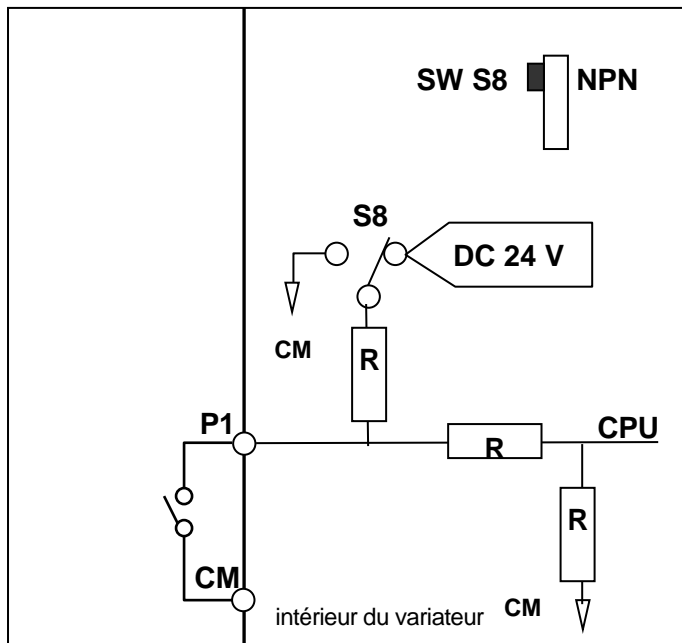 SW S8 NPN
S8
DC 24 V
CM
R
P1
R
CPU
R
CM
intérieur du variateur
CM